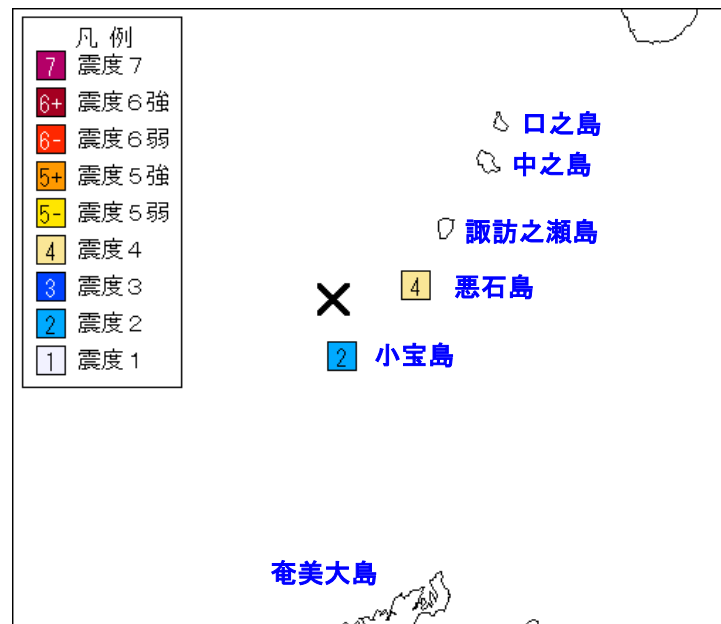 凡 例
7 震度７
6+ 震度６強
6- 震度６弱
5+ 震度５強
5- 震度５弱
4 震度４
3 震度３
2 震度２
1 震度１
口之島
中之島
諏訪之瀬島
4 悪石島
2 小宝島
奄美大島